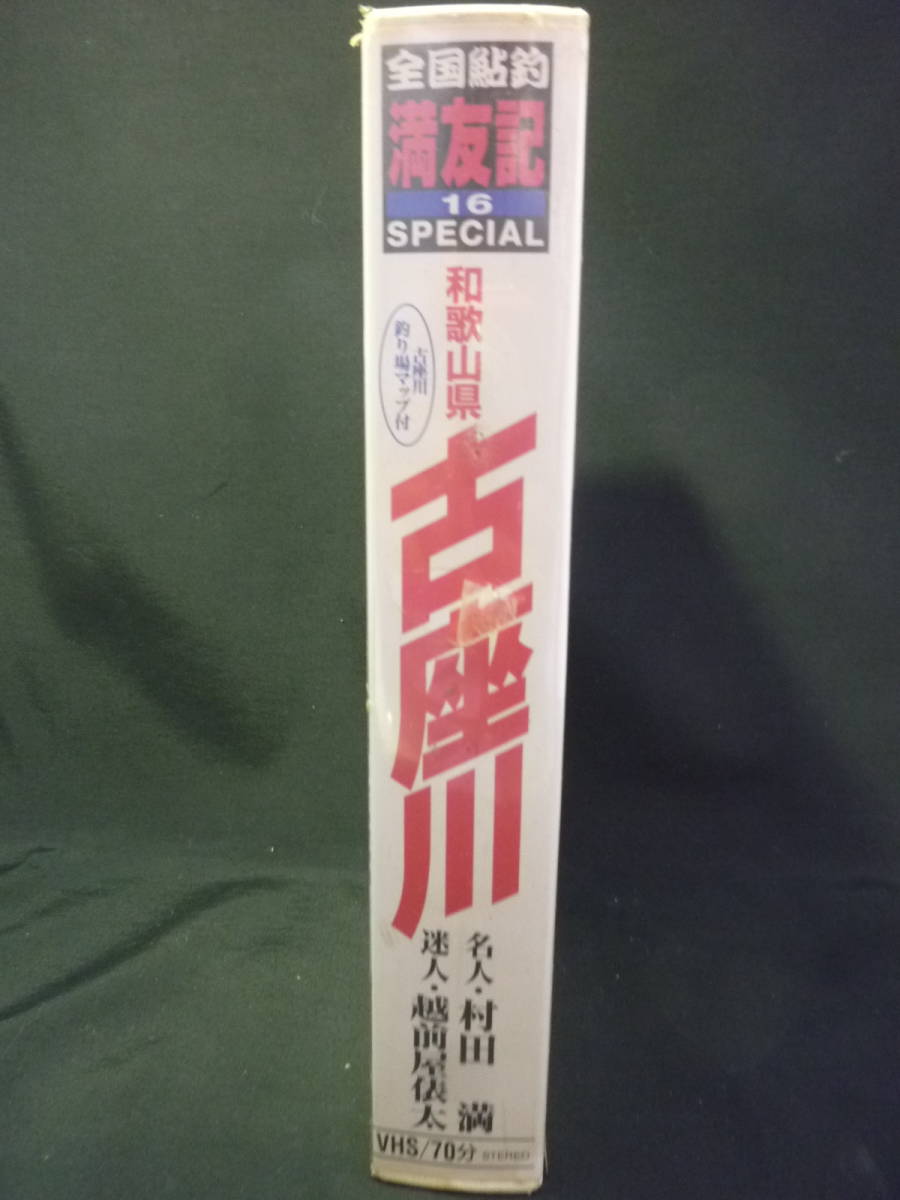 全国鮎釣
満友記
16
SPECIAL
和歌山県
古座川
釣り場マップ付
古座川
名人・村田 満
迷人・越前屋俵太
VHS/70分 STEREO